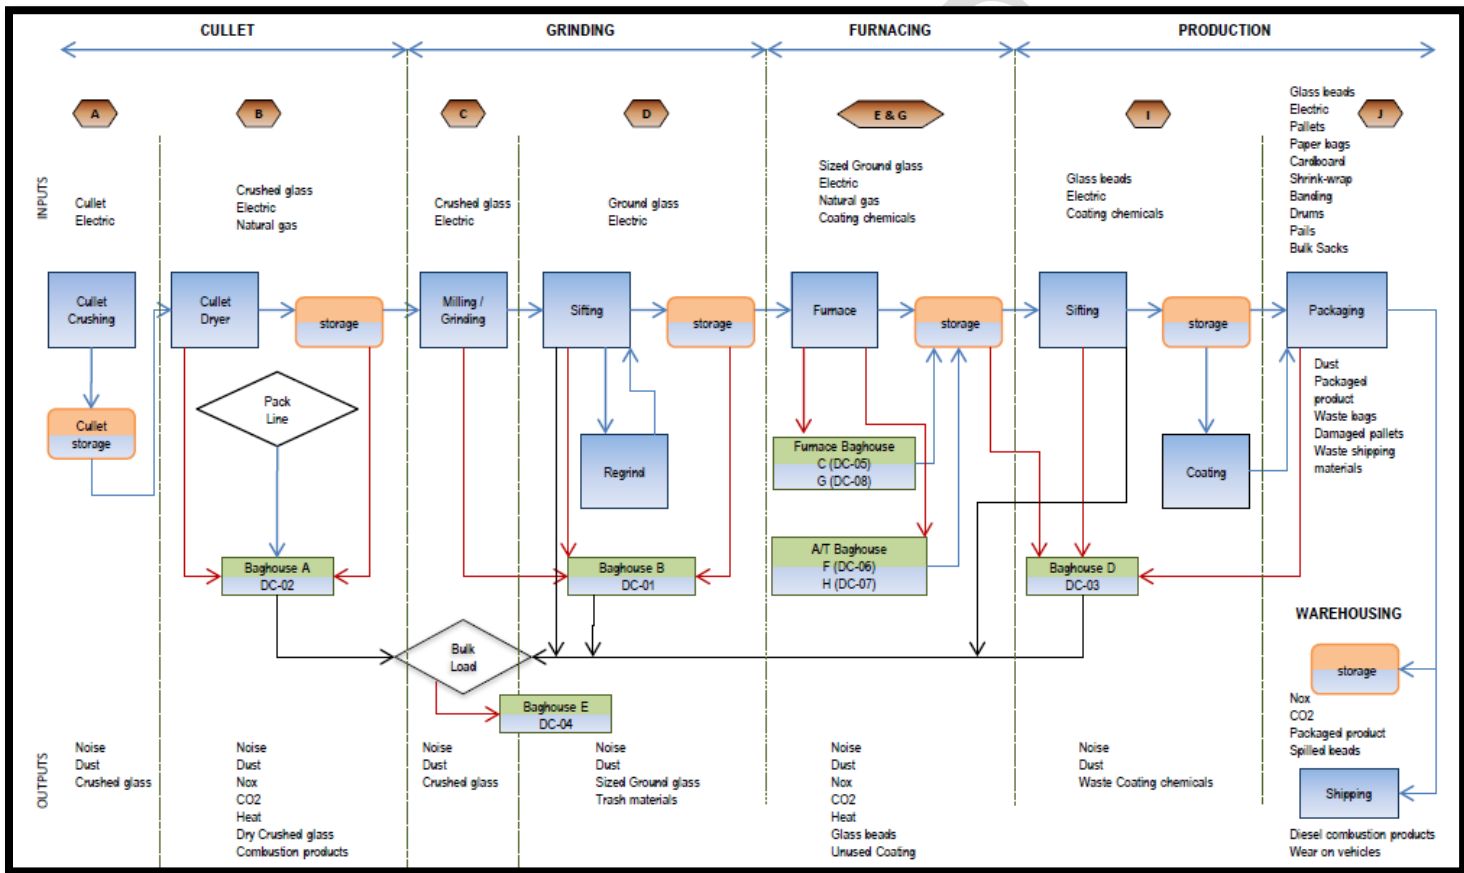 CULLET
GRINDING
FURNACING
PRODUCTION
A
B
C
D
E & G
I
J
INPUTS
Cullet
Electric
Crushed glass
Electric
Natural gas
Crushed glass
Electric
Ground glass
Electric
Sized Ground glass
Electric
Natural gas
Coating chemicals
Glass beads
Electric
Coating chemicals
Glass beads
Electric
Pallets
Paper bags
Cardboard
Shrink-wrap
Banding
Drums
Pails
Bulk Sacks
Cullet
Crushing
Cullet
Dryer
storage
Milling /
Grinding
Sifting
storage
Furnace
storage
Sifting
storage
Packaging
Cullet
storage
Pack
Line
Regrind
Furnace Baghouse
C (DC-05)
G (DC-08)
Coating
Dust
Packaged
product
Waste bags
Damaged pallets
Waste shipping
materials
Baghouse A
DC-02
Baghouse B
DC-01
A/T Baghouse
F (DC-06)
H (DC-07)
Baghouse D
DC-03
Bulk
Load
Baghouse E
DC-04
WAREHOUSING
storage
Nox
CO2
Packaged product
Spilled beads
Shipping
Diesel combustion products
Wear on vehicles
OUTPUTS
Noise
Dust
Crushed glass
Noise
Dust
Nox
CO2
Heat
Dry Crushed glass
Combustion products
Noise
Dust
Crushed glass
Noise
Dust
Sized Ground glass
Trash materials
Noise
Dust
Nox
CO2
Heat
Glass beads
Unused Coating
Noise
Dust
Waste Coating chemicals